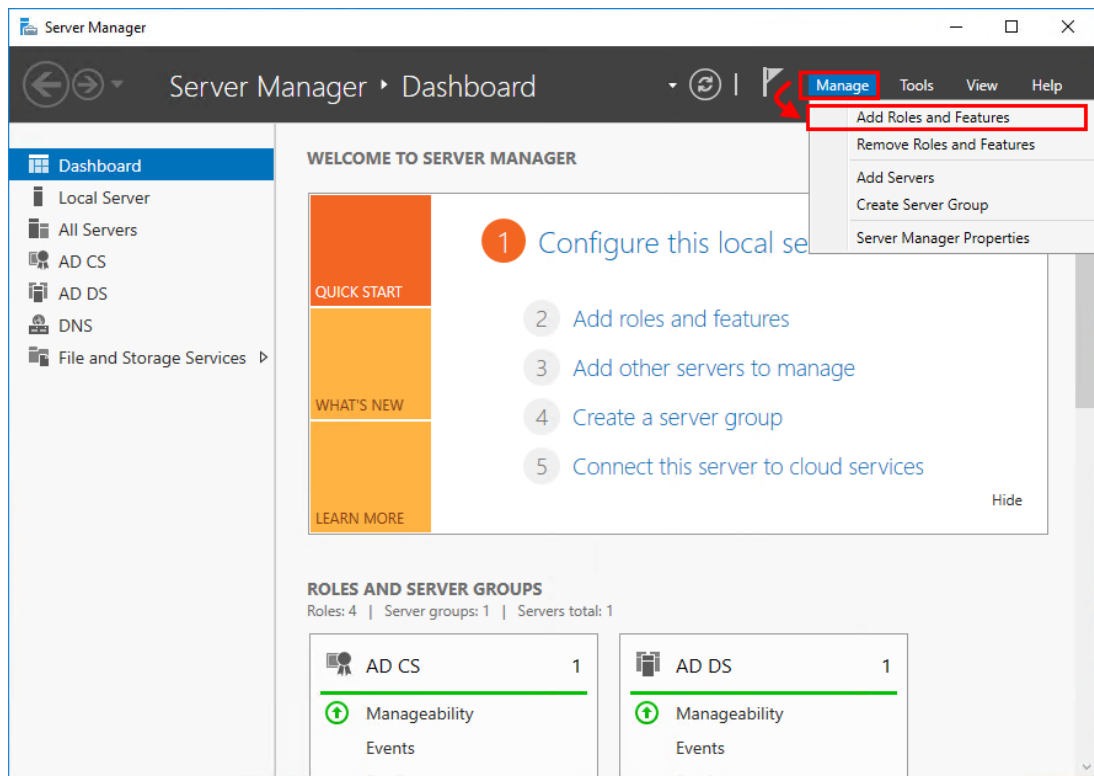 Server Manager
Server Manager ‣ Dashboard
Manage Tools View Help
Add Roles and Features
Remove Roles and Features
Add Servers
Create Server Group
Server Manager Properties
Dashboard
Local Server
All Servers
AD CS
AD DS
DNS
File and Storage Services
WELCOME TO SERVER MANAGER
QUICK START
WHAT'S NEW
LEARN MORE
1 Configure this local se
2 Add roles and features
3 Add other servers to manage
4 Create a server group
5 Connect this server to cloud services
Hide
ROLES AND SERVER GROUPS
Roles: 4 | Server groups: 1 | Servers total: 1
AD CS 1
Manageability
Events
AD DS 1
Manageability
Events